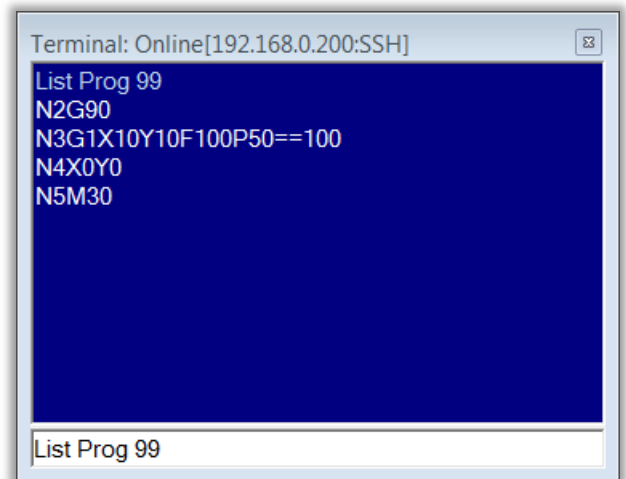 Terminal: Online[192.168.0.200:SSH]
List Prog 99
N2G90
N3G1X10Y10F100P50==100
N4X0Y0
N5M30
List Prog 99